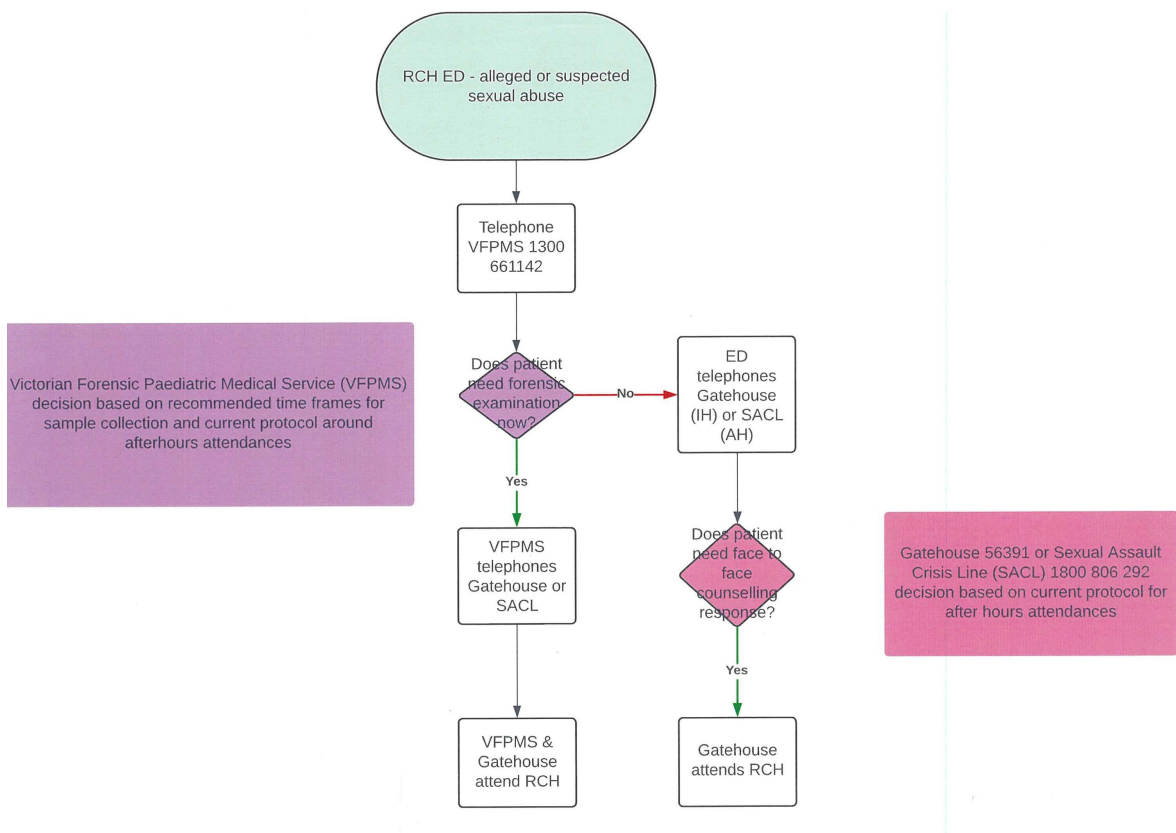 RCH ED - alleged or suspected
sexual abuse
Telephone
VFPMS 1300
661142
Victorian Forensic Paediatric Medical Service (VFPMS)
decision based on recommended time frames for
sample collection and current protocol around
afterhours attendances
Does patient
need forensic
examination
now?
No
ED
telephones
Gatehouse
(IH) or SACL
(AH)
Yes
VFPMS
telephones
Gatehouse or
SACL
Does patient
need face to
face
counselling
response?
Gatehouse 56391 or Sexual Assault
Crisis Line (SACL) 1800 806 292
decision based on current protocol for
after hours attendances
Yes
VFPMS &
Gatehouse
attend RCH
Gatehouse
attends RCH